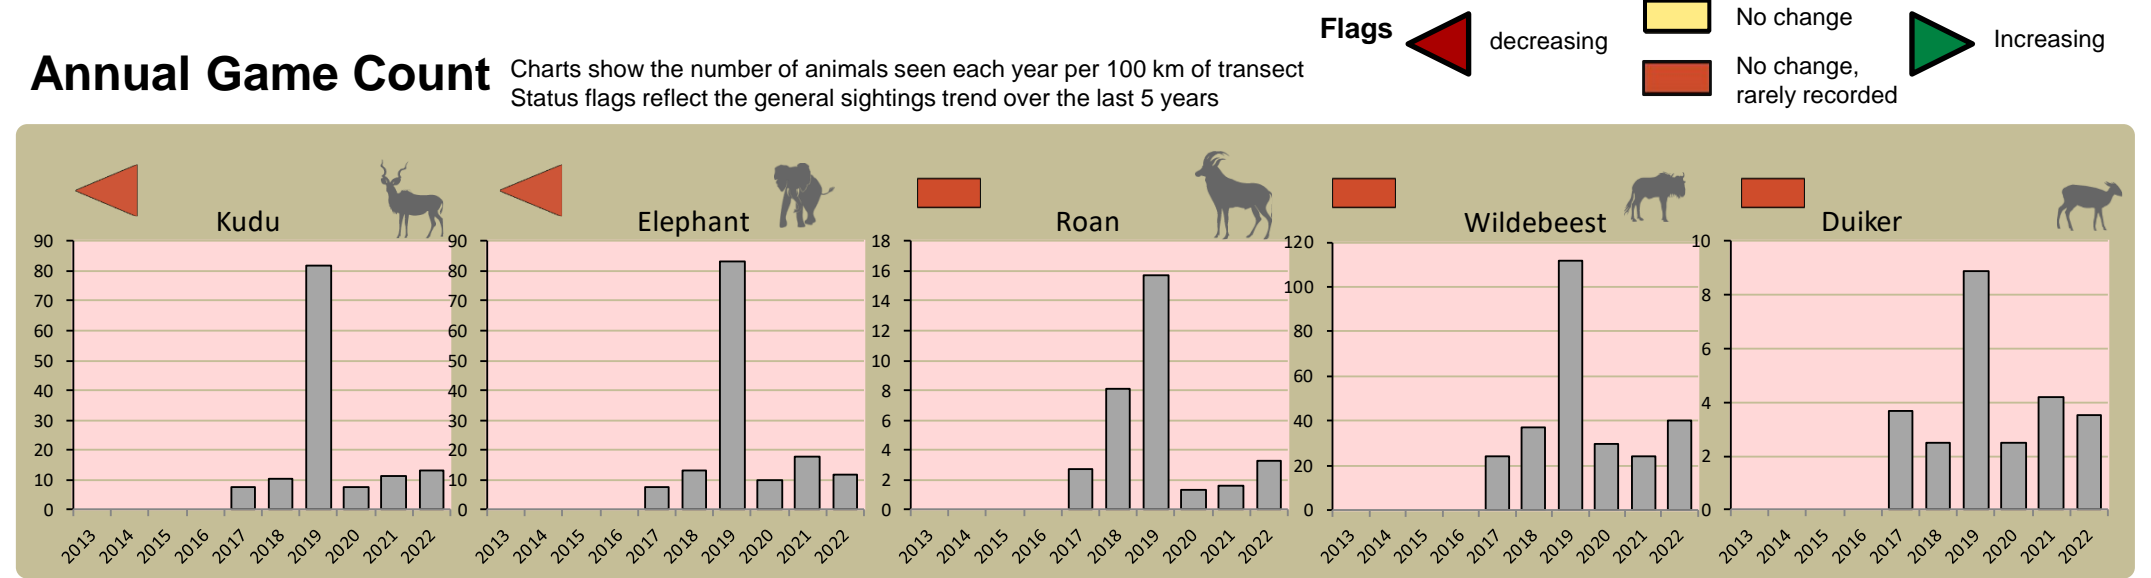 Flags
decreasing
No change
No change,
rarely recorded
Increasing
Annual Game Count
Charts show the number of animals seen each year per 100 km of transect
Status flags reflect the general sightings trend over the last 5 years
Kudu
90
80
70
60
50
40
30
20
10
0
2013 2014 2015 2016 2017 2018 2019 2020 2021 2022
Elephant
90
80
70
60
50
40
30
20
10
0
2013 2014 2015 2016 2017 2018 2019 2020 2021 2022
Roan
18
16
14
12
10
8
6
4
2
0
2013 2014 2015 2016 2017 2018 2019 2020 2021 2022
Wildebeest
120
100
80
60
40
20
0
2013 2014 2015 2016 2017 2018 2019 2020 2021 2022
Duiker
10
8
6
4
2
0
2013 2014 2015 2016 2017 2018 2019 2020 2021 2022